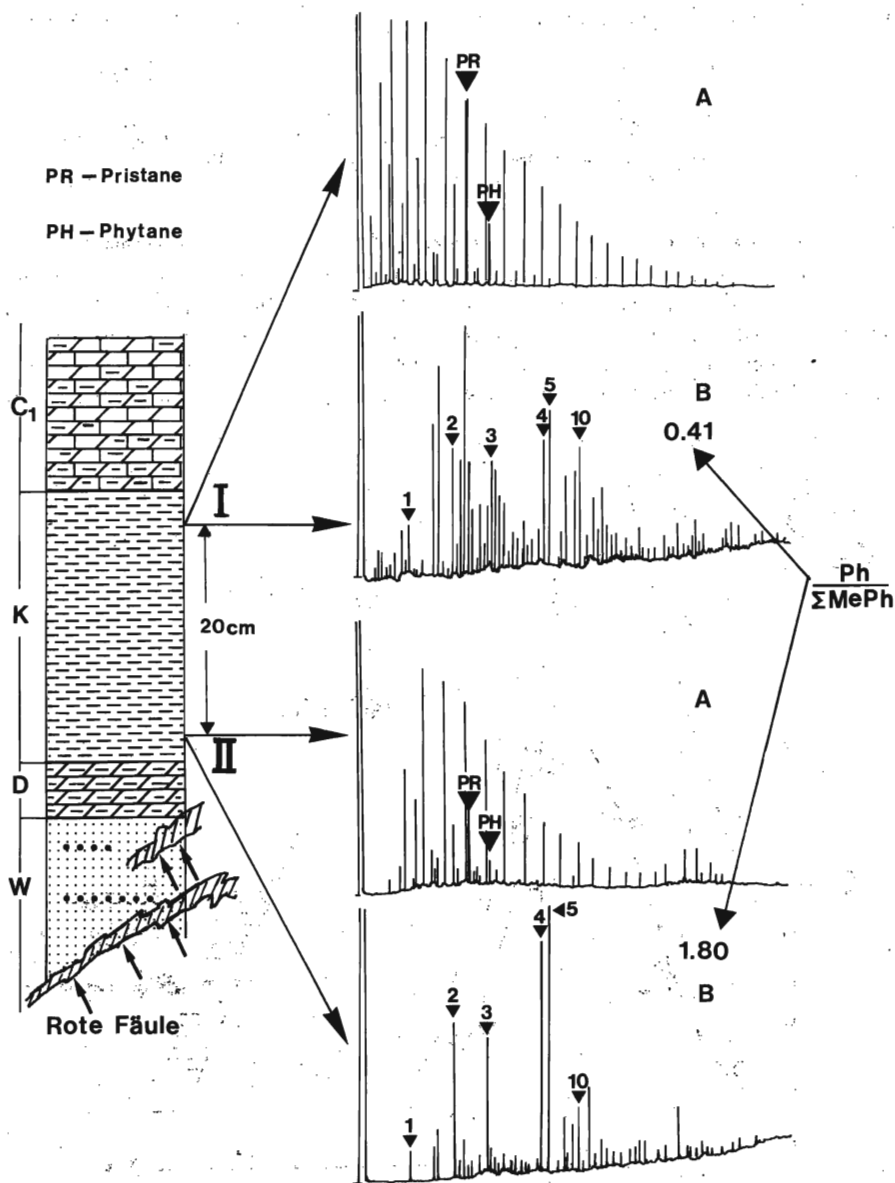 PR
A
PR – Pristane
PH
PH – Phytane
C1
B
0.41
5
2
4
10
3
1
I
Ph
ΣMePh
K
20cm
A
II
PR
D
PH
W
4
5
1.80
2
B
3
Rote Fäule
10
1